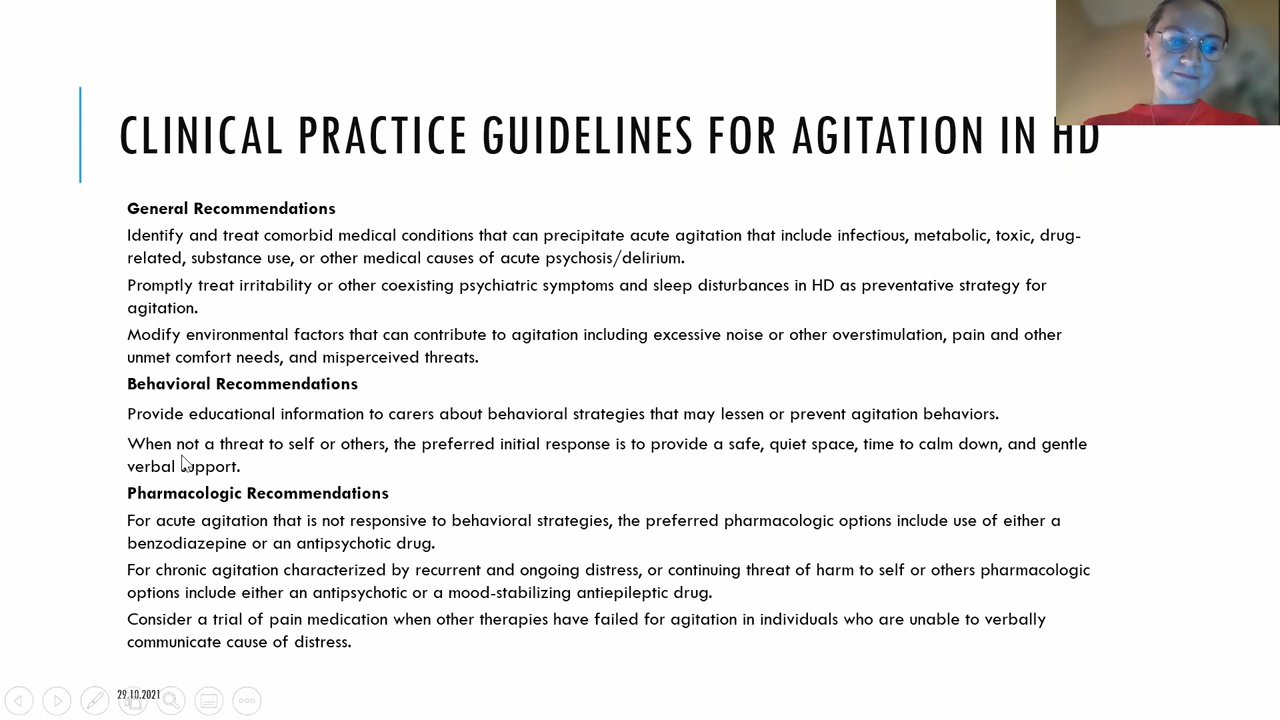 CLINICAL PRACTICE GUIDELINES FOR AGITATION IN HD
General Recommendations
Identify and treat comorbid medical conditions that can precipitate acute agitation that include infectious, metabolic, toxic, drug-
related, substance use, or other medical causes of acute psychosis/delirium.
Promptly treat irritability or other coexisting psychiatric symptoms and sleep disturbances in HD as preventative strategy for
agitation.
Modify environmental factors that can contribute to agitation including excessive noise or other overstimulation, pain and other
unmet comfort needs, and misperceived threats.
Behavioral Recommendations
Provide educational information to carers about behavioral strategies that may lessen or prevent agitation behaviors.
When not a threat to self or others, the preferred initial response is to provide a safe, quiet space, time to calm down, and gentle
verbal support.
Pharmacologic Recommendations
For acute agitation that is not responsive to behavioral strategies, the preferred pharmacologic options include use of either a
benzodiazepine or an antipsychotic drug.
For chronic agitation characterized by recurrent and ongoing distress, or continuing threat of harm to self or others pharmacologic
options include either an antipsychotic or a mood-stabilizing antiepileptic drug.
Consider a trial of pain medication when other therapies have failed for agitation in individuals who are unable to verbally
communicate cause of distress.
29.10.2021